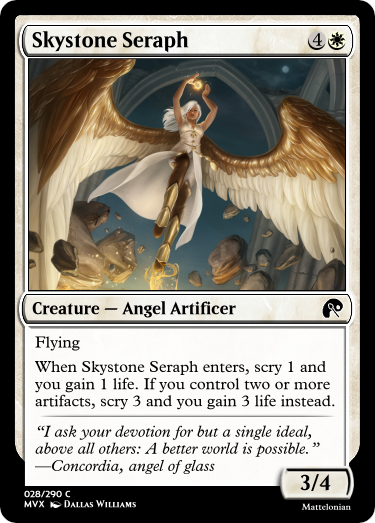 Skystone Seraph 4
Creature — Angel Artificer
Flying
When Skystone Seraph enters, scry 1 and
you gain 1 life. If you control two or more
artifacts, scry 3 and you gain 3 life instead.
“I ask your devotion for but a single ideal,
above all others: A better world is possible.”
—Concordia, angel of glass
3/4
028/290 C
MVX DALLAS WILLIAMS
Mattelonian